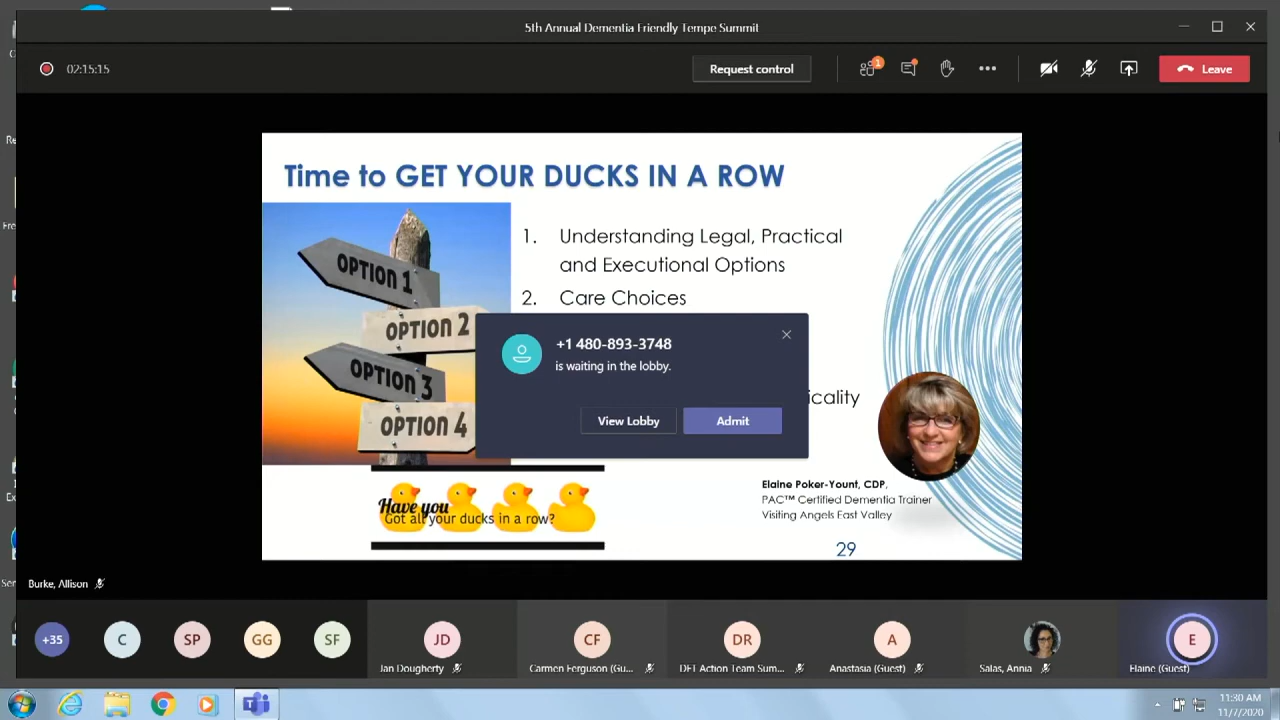 5th Annual Dementia Friendly Tempe Summit
02:15:15
Request control
1
Leave
Time to GET YOUR DUCKS IN A ROW
OPTION 1
OPTION 2
OPTION 3
OPTION 4
1. Understanding Legal, Practical
and Executional Options
2. Care Choices
icality
+1 480-893-3748
is waiting in the lobby.
View Lobby
Admit
Have you
Got all your ducks in a row?
Elaine Poker-Yount, CDP,
PAC™ Certified Dementia Trainer
Visiting Angels East Valley
29
Burke, Allison
+35
C
SP
GG
SF
JD
CF
DR
A
E
Jan Dougherty
Carmen Ferguson (Gu...
DFT Action Team Sum...
Anastasia (Guest)
Salas, Annia
Elaine (Guest)
11:30 AM
11/7/2020